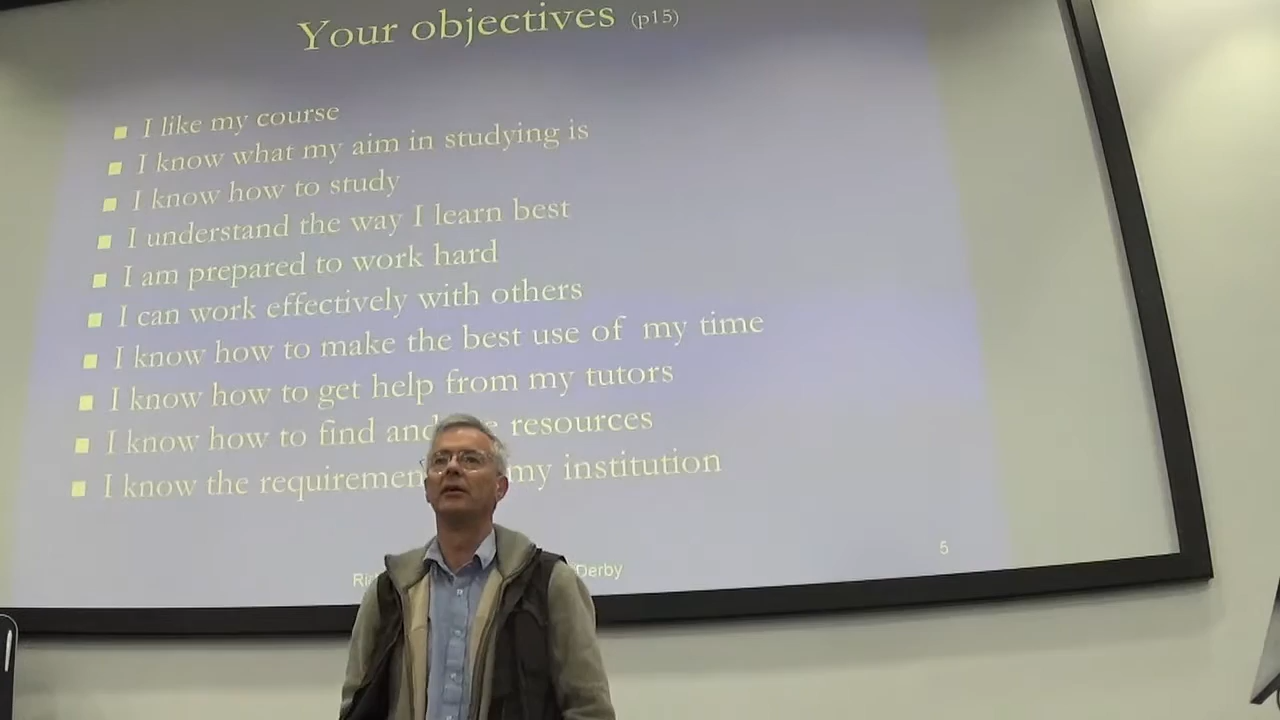 Your objectives (p15)
■ I like my course
■ I know what my aim in studying is
■ I know how to study
■ I understand the way I learn best
■ I am prepared to work hard
■ I can work effectively with others
■ I know how to make the best use of my time
■ I know how to get help from my tutors
■ I know how to find and resources
■ I know the requiremen my institution
Derby
5